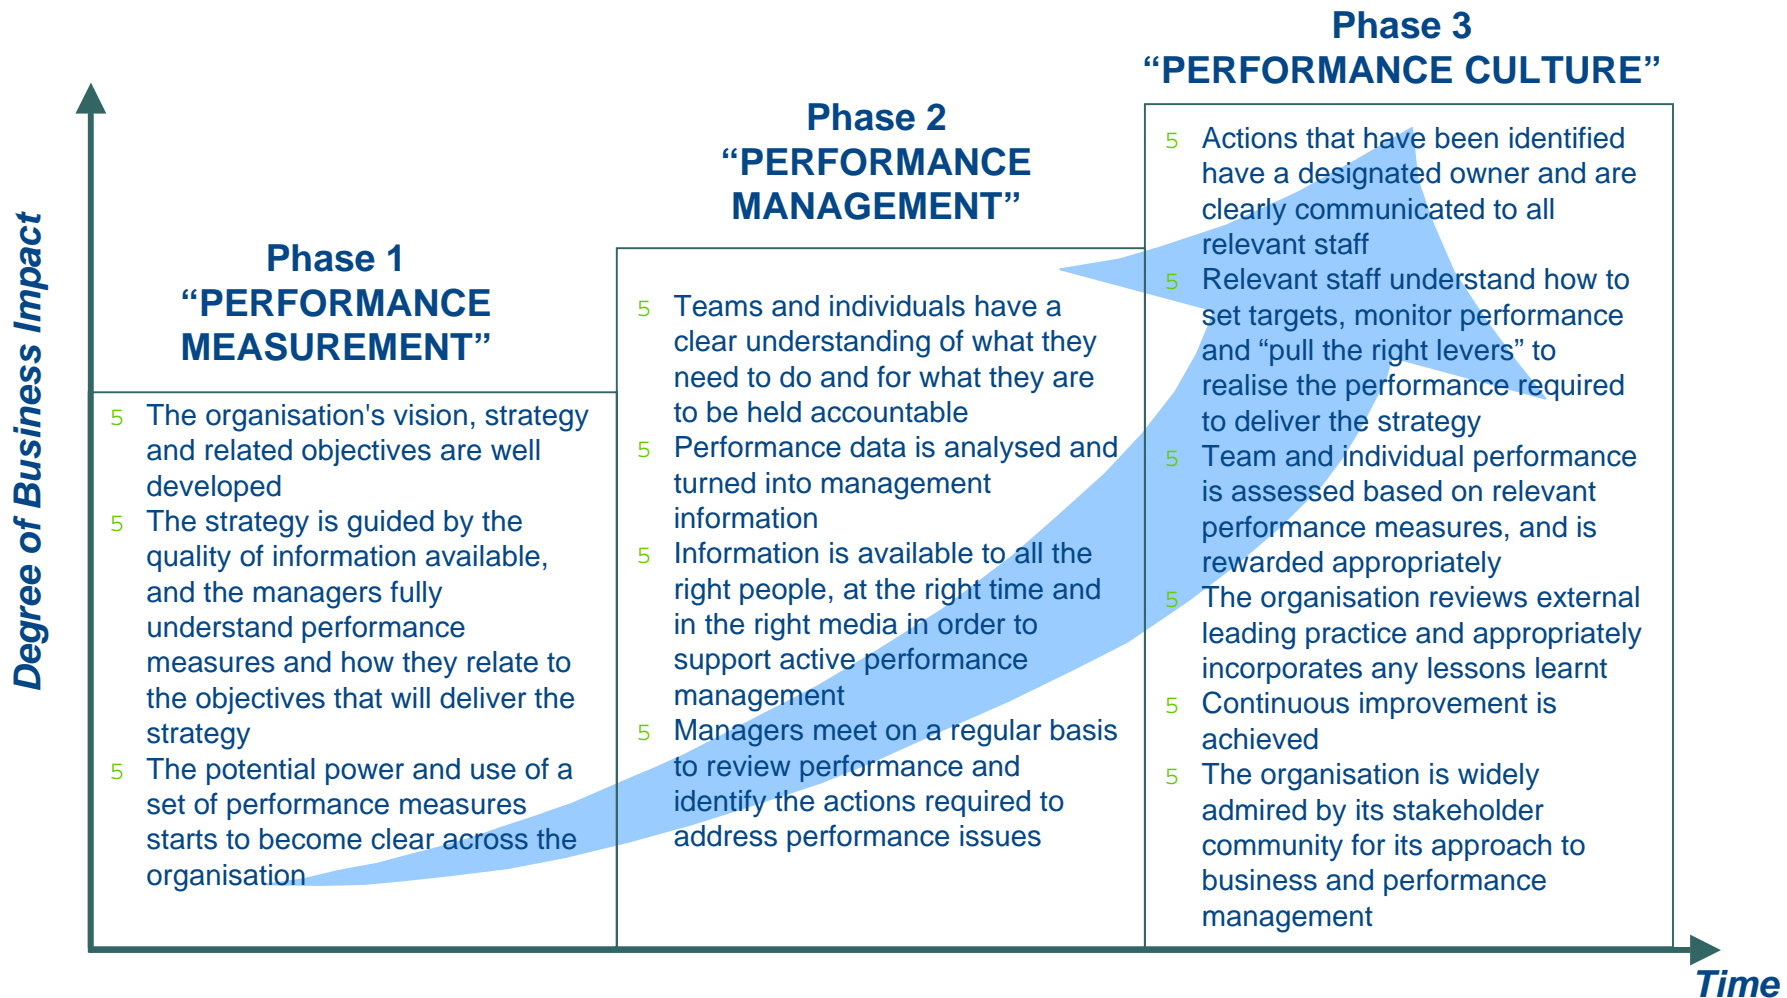 Phase 3
“PERFORMANCE CULTURE”
Phase 2
“PERFORMANCE
MANAGEMENT”
Phase 1
“PERFORMANCE
MEASUREMENT”
Degree of Business Impact
5 The organisation's vision, strategy
and related objectives are well
developed
5 The strategy is guided by the
quality of information available,
and the managers fully
understand performance
measures and how they relate to
the objectives that will deliver the
strategy
5 The potential power and use of a
set of performance measures
starts to become clear across the
organisation
5 Teams and individuals have a
clear understanding of what they
need to do and for what they are
to be held accountable
5 Performance data is analysed and
turned into management
information
5 Information is available to all the
right people, at the right time and
in the right media in order to
support active performance
management
5 Managers meet on a regular basis
to review performance and
identify the actions required to
address performance issues
5 Actions that have been identified
have a designated owner and are
clearly communicated to all
relevant staff
5 Relevant staff understand how to
set targets, monitor performance
and “pull the right levers” to
realise the performance required
to deliver the strategy
5 Team and individual performance
is assessed based on relevant
performance measures, and is
rewarded appropriately
5 The organisation reviews external
leading practice and appropriately
incorporates any lessons learnt
5 Continuous improvement is
achieved
5 The organisation is widely
admired by its stakeholder
community for its approach to
business and performance
management
Time